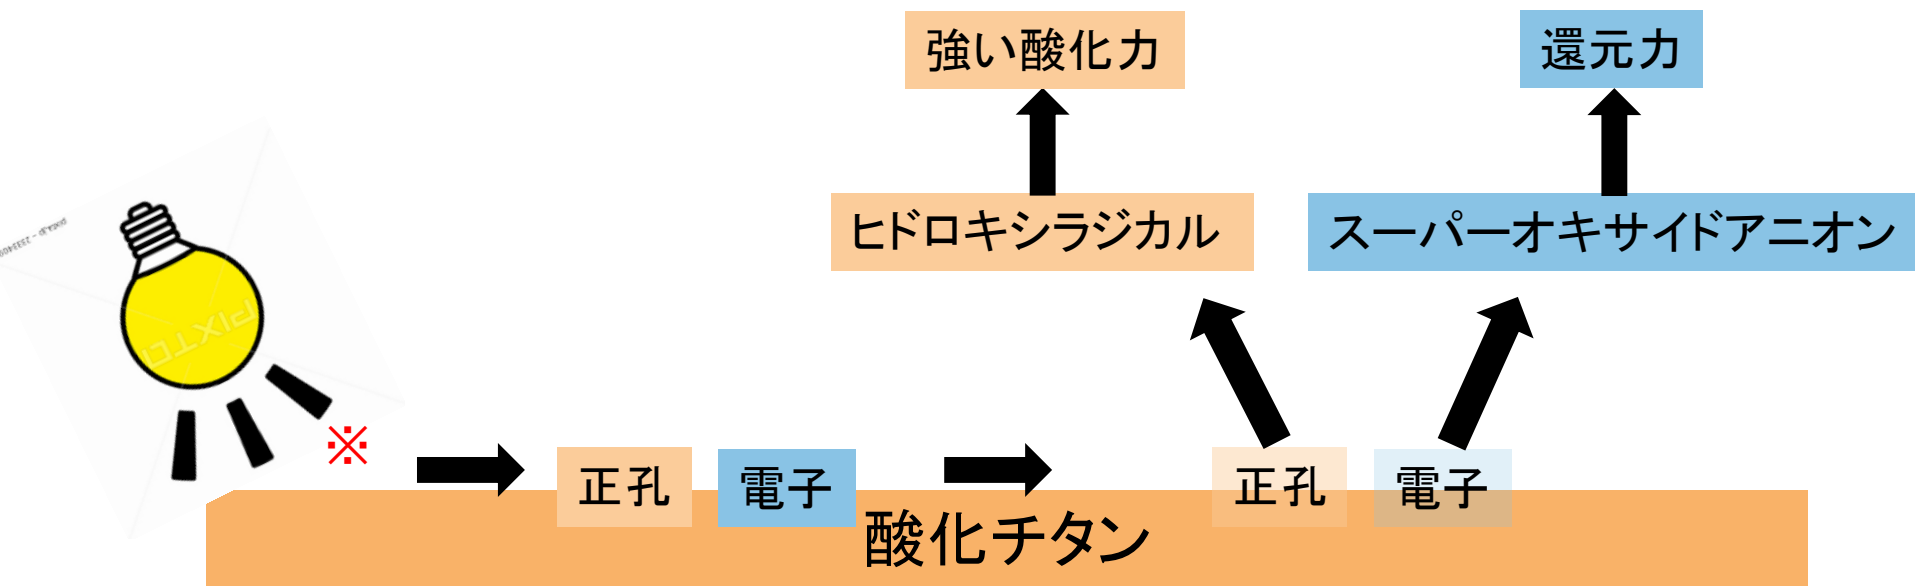 強い酸化力
還元力
ヒドロキシラジカル
スーパーオキサイドアニオン
PIXTA
※
正孔
電子
正孔
電子
酸化チタン